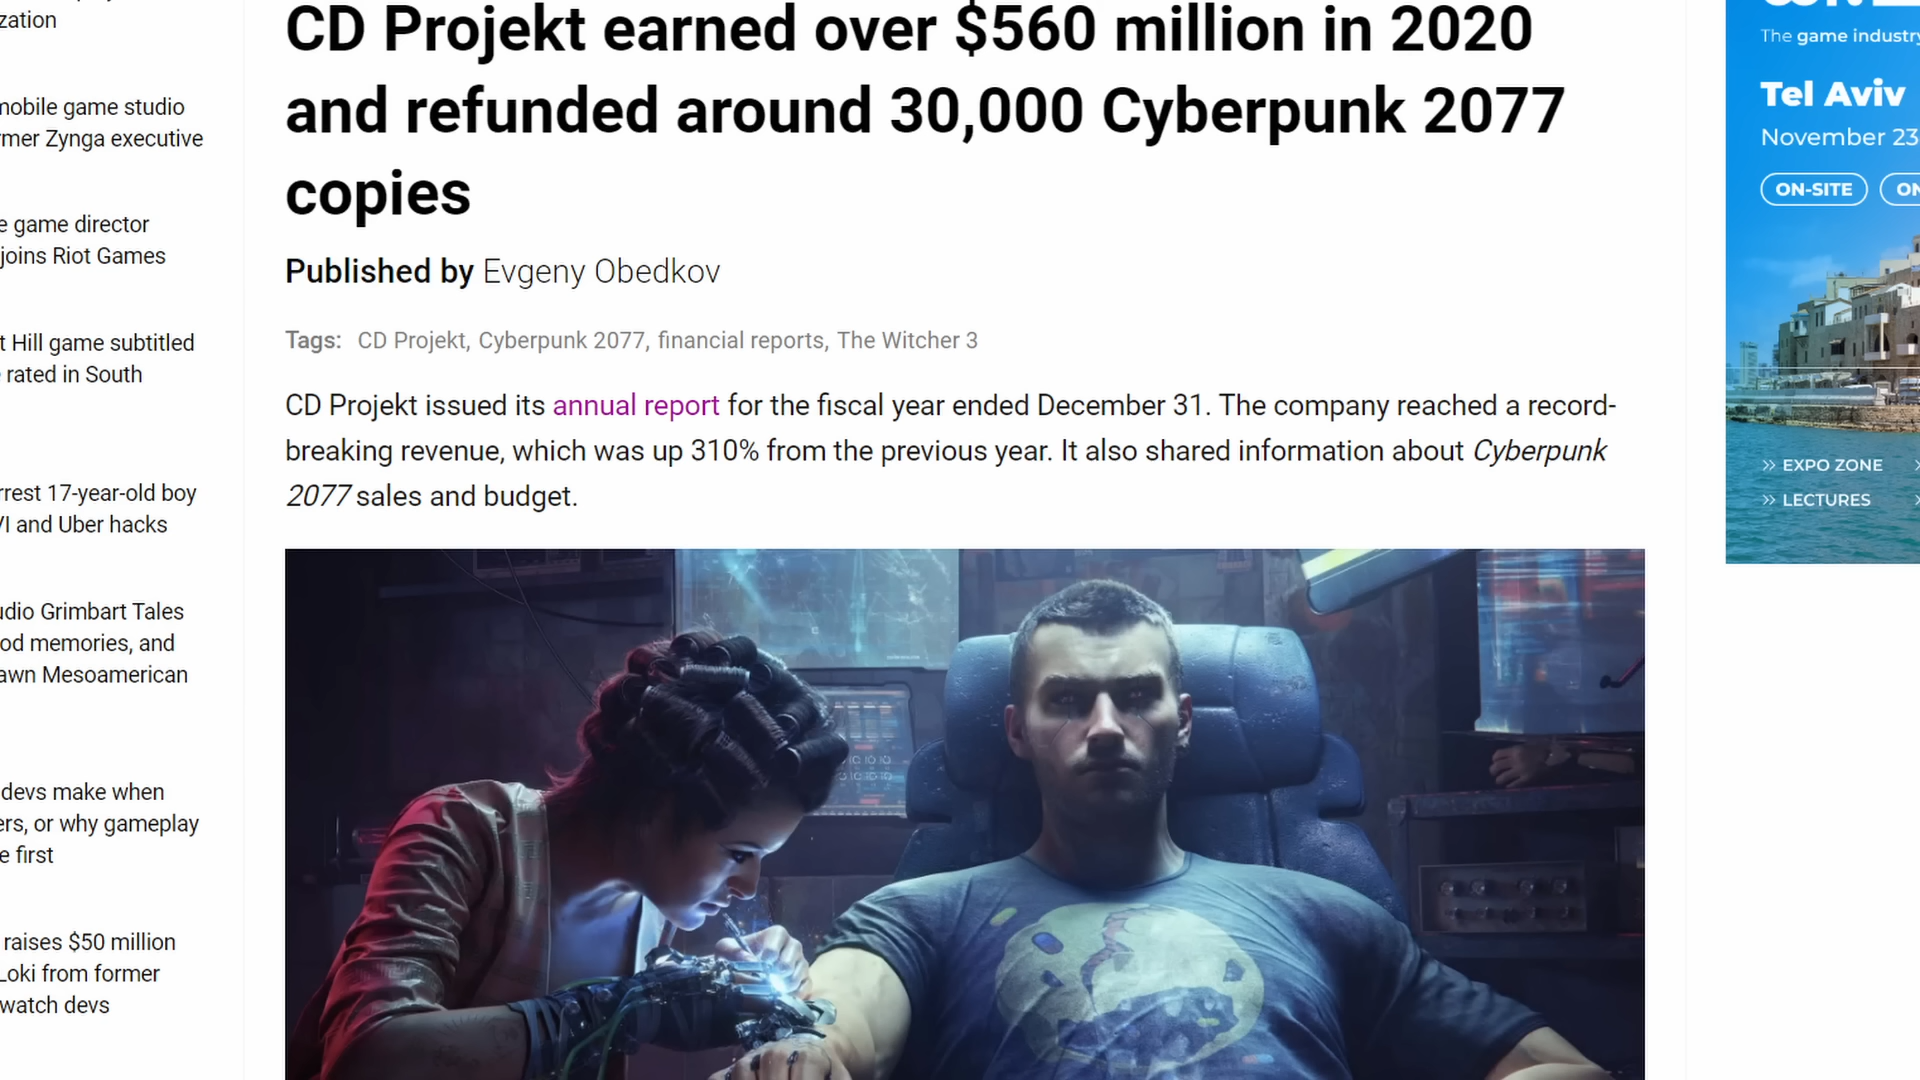 zation
mobile game studio
rmer Zynga executive
e game director
joins Riot Games
t Hill game subtitled
rated in South
rrest 17-year-old boy
VI and Uber hacks
udio Grimbart Tales
od memories, and
awn Mesoamerican
devs make when
ers, or why gameplay
e first
raises $50 million
Loki from former
watch devs
CD Projekt earned over $560 million in 2020
and refunded around 30,000 Cyberpunk 2077
copies
Published by Evgeny Obedkov
Tags: CD Projekt, Cyberpunk 2077, financial reports, The Witcher 3
CD Projekt issued its annual report for the fiscal year ended December 31. The company reached a record-
breaking revenue, which was up 310% from the previous year. It also shared information about Cyberpunk
2077 sales and budget.
The game industry
Tel Aviv
November 23
ON-SITE ON
>> EXPO ZONE
>> LECTURES